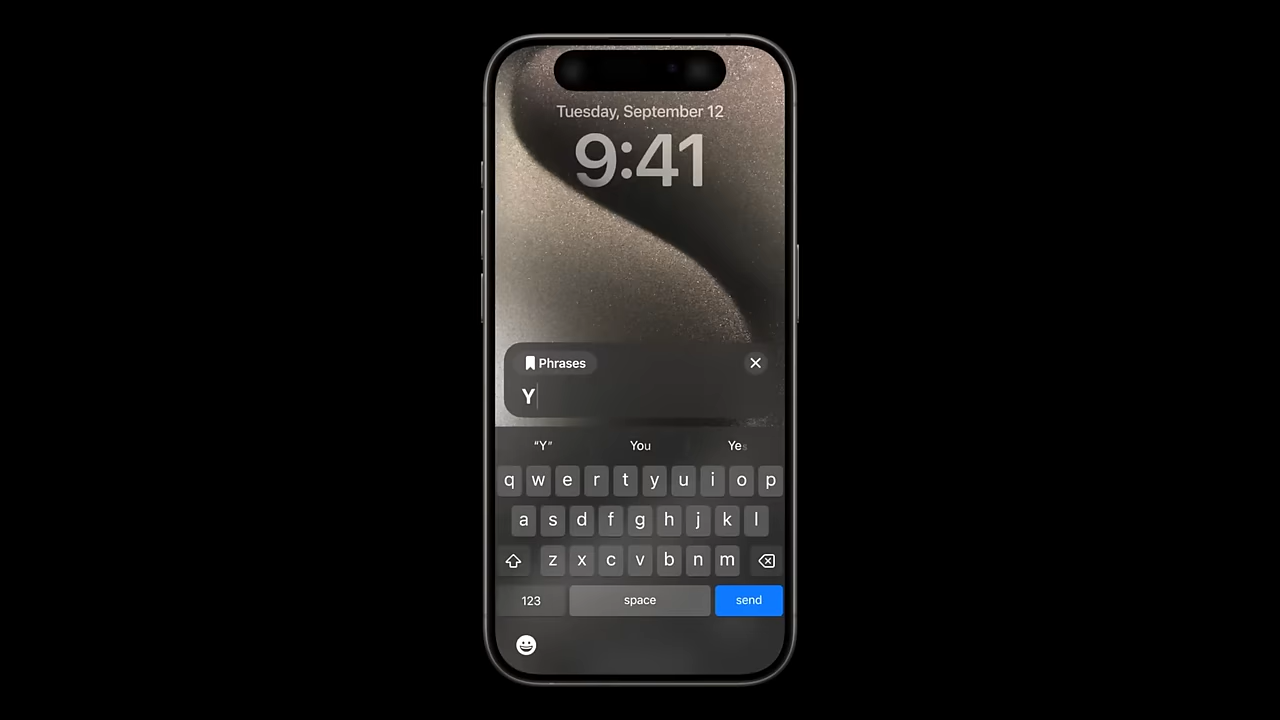 Tuesday, September 12
9:41
Phrases
Y
“Y” You Yes
q w e r t y u i o p
a s d f g h j k l
z x c v b n m
123 space send